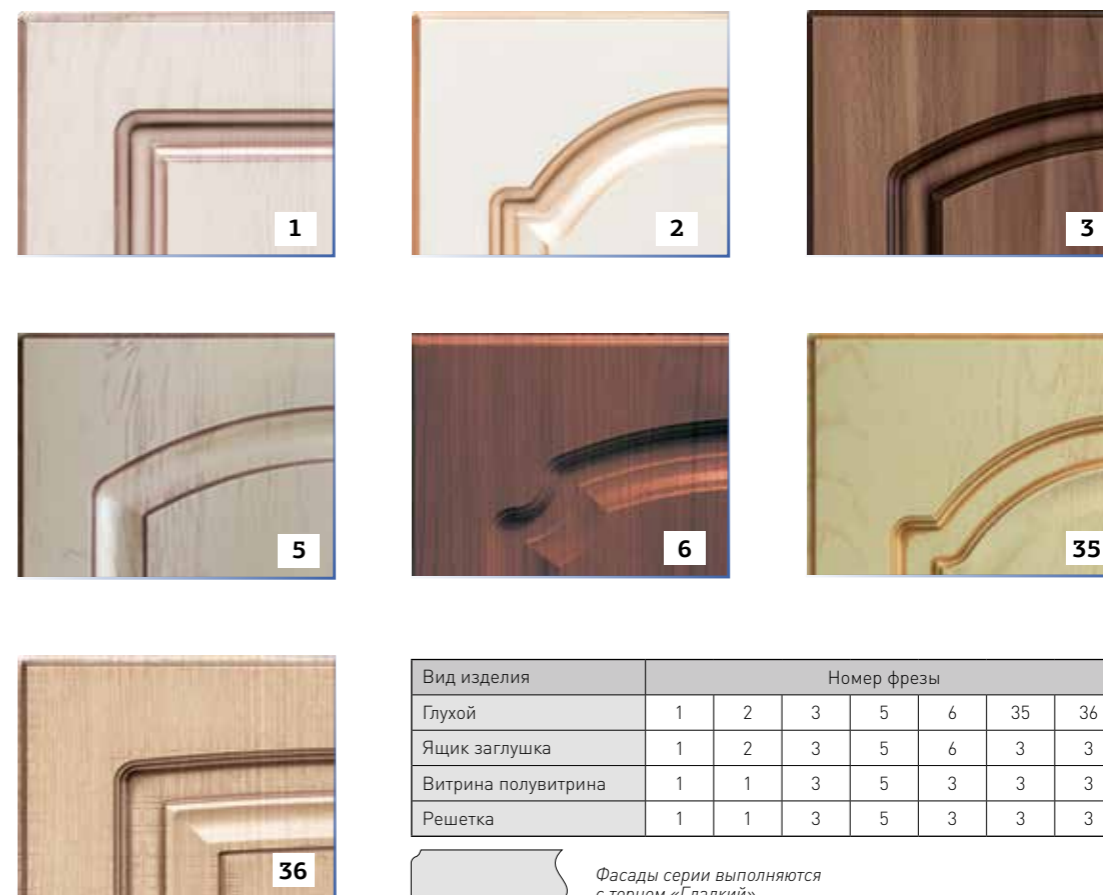 1
2
3
5
6
35
36
Вид изделия Номер фрезы
Глухой 1 2 3 5 6 35 36
Ящик заглушка 1 2 3 5 6 3 3
Витрина полувитрина 1 1 3 5 3 3 3
Решетка 1 1 3 5 3 3 3
Фасады серии выполняются
с торцом «Гладкий»